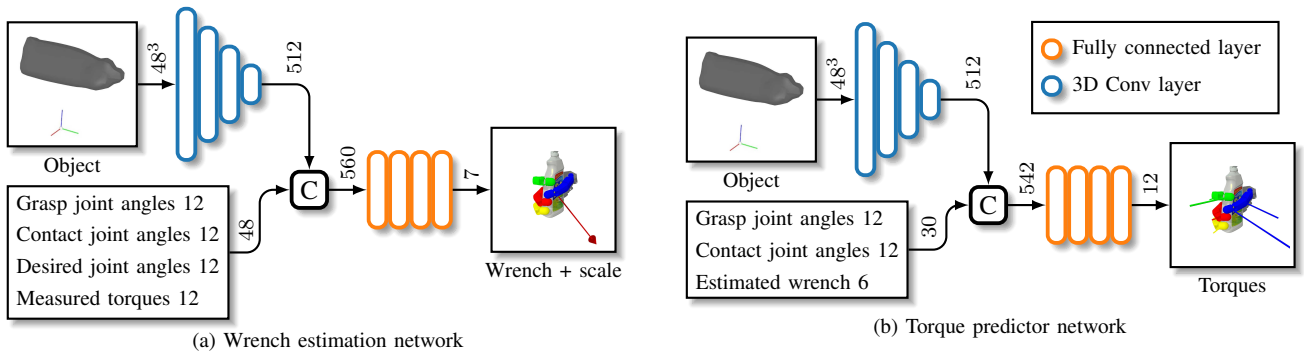 48³
512
Object
Grasp joint angles 12
Contact joint angles 12
Desired joint angles 12
Measured torques 12
48
C
560
7
Wrench + scale
(a) Wrench estimation network
48³
512
Object
Grasp joint angles 12
Contact joint angles 12
Estimated wrench 6
30
C
542
12
Torques
Fully connected layer
3D Conv layer
(b) Torque predictor network